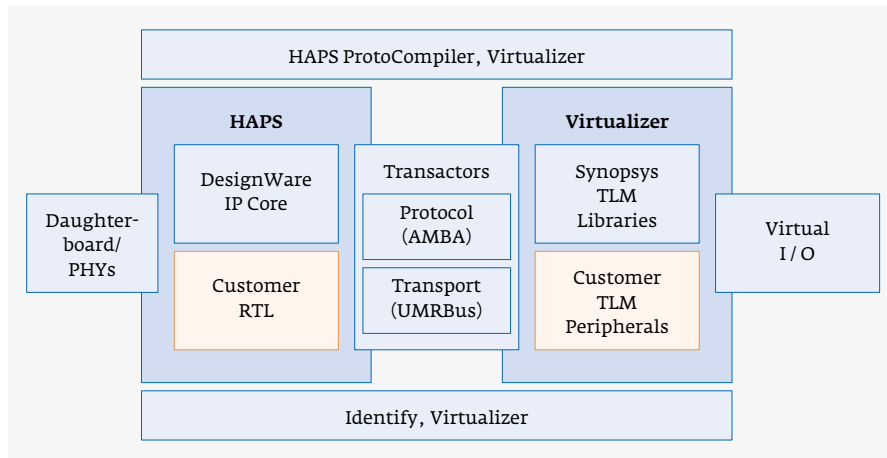 HAPS ProtoCompiler, Virtualizer
HAPS
Virtualizer
DesignWare
IP Core
Transactors
Synopsys
TLM
Libraries
Daughter-
board/
PHYs
Protocol
(AMBA)
Virtual
I / O
Customer
RTL
Transport
(UMRBus)
Customer
TLM
Peripherals
Identify, Virtualizer